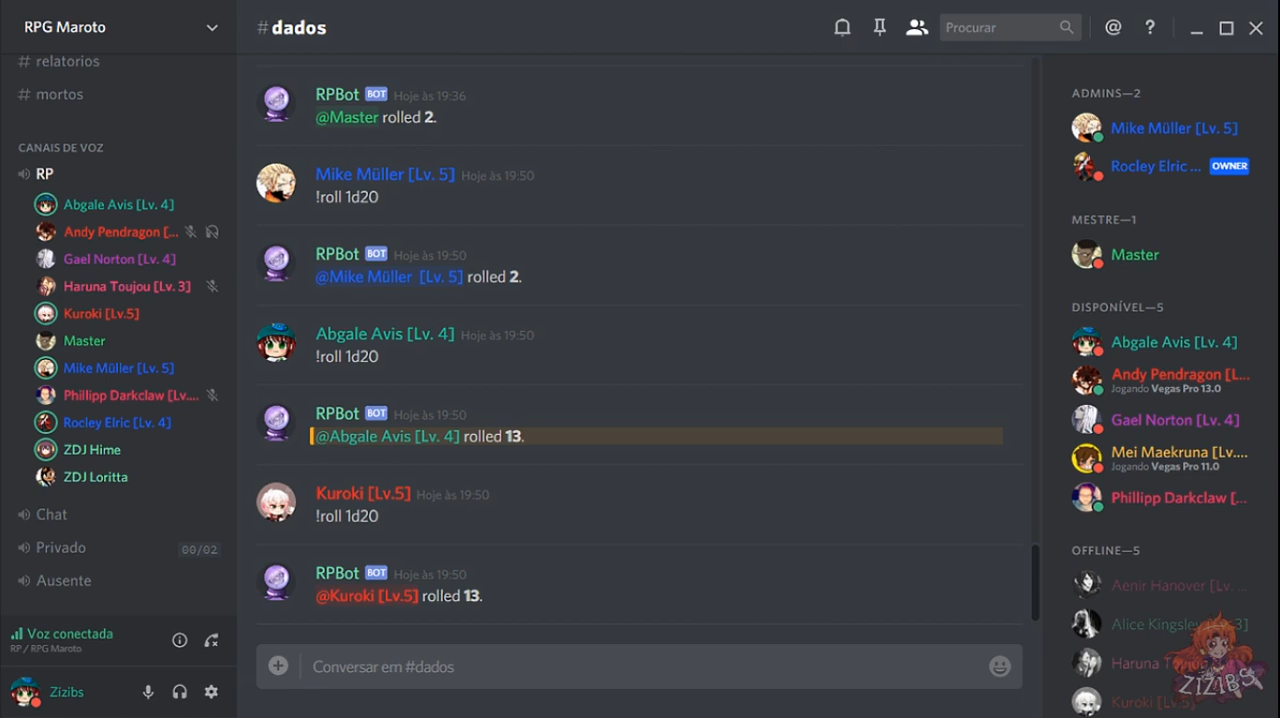 RPG Maroto
# relatorios
# mortos
CANAIS DE VOZ
RP
Abgale Avis [Lv. 4]
Andy Pendragon [...
Gael Norton [Lv. 4]
Haruna Toujou [Lv. 3]
Kuroki [Lv.5]
Master
Mike Müller [Lv. 5]
Phillipp Darkclaw [Lv....
Rocley Elric [Lv. 4]
ZDJ Hime
ZDJ Loritta
Chat
Privado 00/02
Ausente
Voz conectada
RP / RPG Maroto
Zizibs
#dados
Procurar
RPBot BOT Hoje às 19:36
@Master rolled 2.
Mike Müller [Lv. 5] Hoje às 19:50
!roll 1d20
RPBot BOT Hoje às 19:50
@Mike Müller [Lv. 5] rolled 2.
Abgale Avis [Lv. 4] Hoje às 19:50
!roll 1d20
RPBot BOT Hoje às 19:50
@Abgale Avis [Lv. 4] rolled 13.
Kuroki [Lv.5] Hoje às 19:50
!roll 1d20
RPBot BOT Hoje às 19:50
@Kuroki [Lv.5] rolled 13.
Conversar em #dados
ADMINS—2
Mike Müller [Lv. 5]
Rocley Elric ... OWNER
MESTRE—1
Master
DISPONÍVEL—5
Abgale Avis [Lv. 4]
Andy Pendragon [L...
Jogando Vegas Pro 13.0
Gael Norton [Lv. 4]
Mei Maekruna [Lv....
Jogando Vegas Pro 11.0
Phillipp Darkclaw [...
OFFLINE—5
Aenir Hanover [Lv. ...
Alice Kingsley [Lv. 3]
Haruna
Kuroki
ZIZIBS